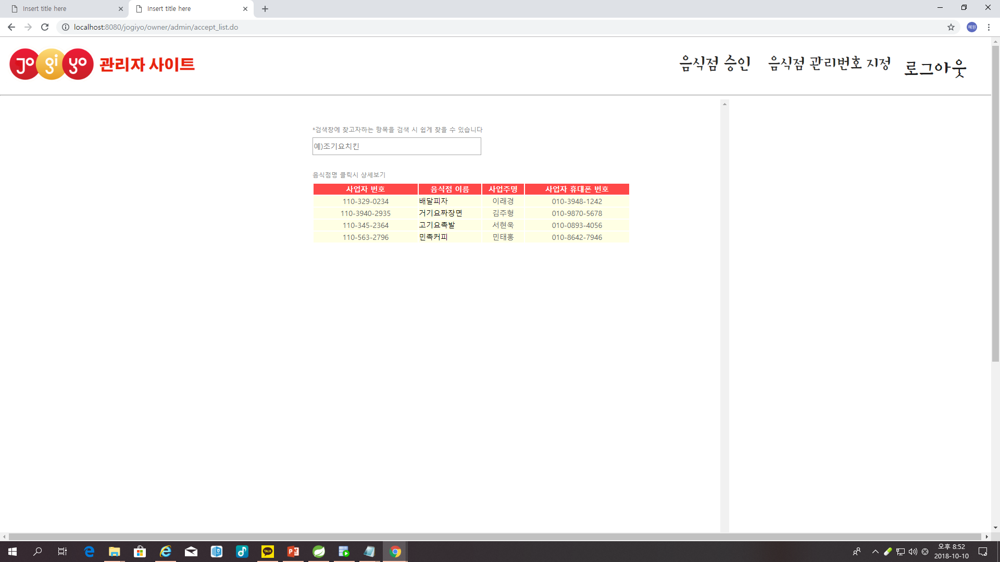 Insert title here
Insert title here
localhost:8080/jogiyo/owner/admin/accept_list.do
혜원
Jo gi yo 관리자 사이트
음식점 승인 음식점 관리번호 지정 로그아웃
*검색창에 찾고자하는 항목을 검색 시 쉽게 찾을 수 있습니다
예)조기요치킨
음식점명 클릭시 상세보기
사업자 번호 음식점 이름 사업주명 사업자 휴대폰 번호
110-329-0234 배달피자 이래경 010-3948-1242
110-3940-2935 거기요짜장면 김주형 010-9870-5678
110-345-2364 고기요족발 서현욱 010-0893-4056
110-563-2796 민족커피 민태홍 010-8642-7946
TALK
오후 8:52
2018-10-10